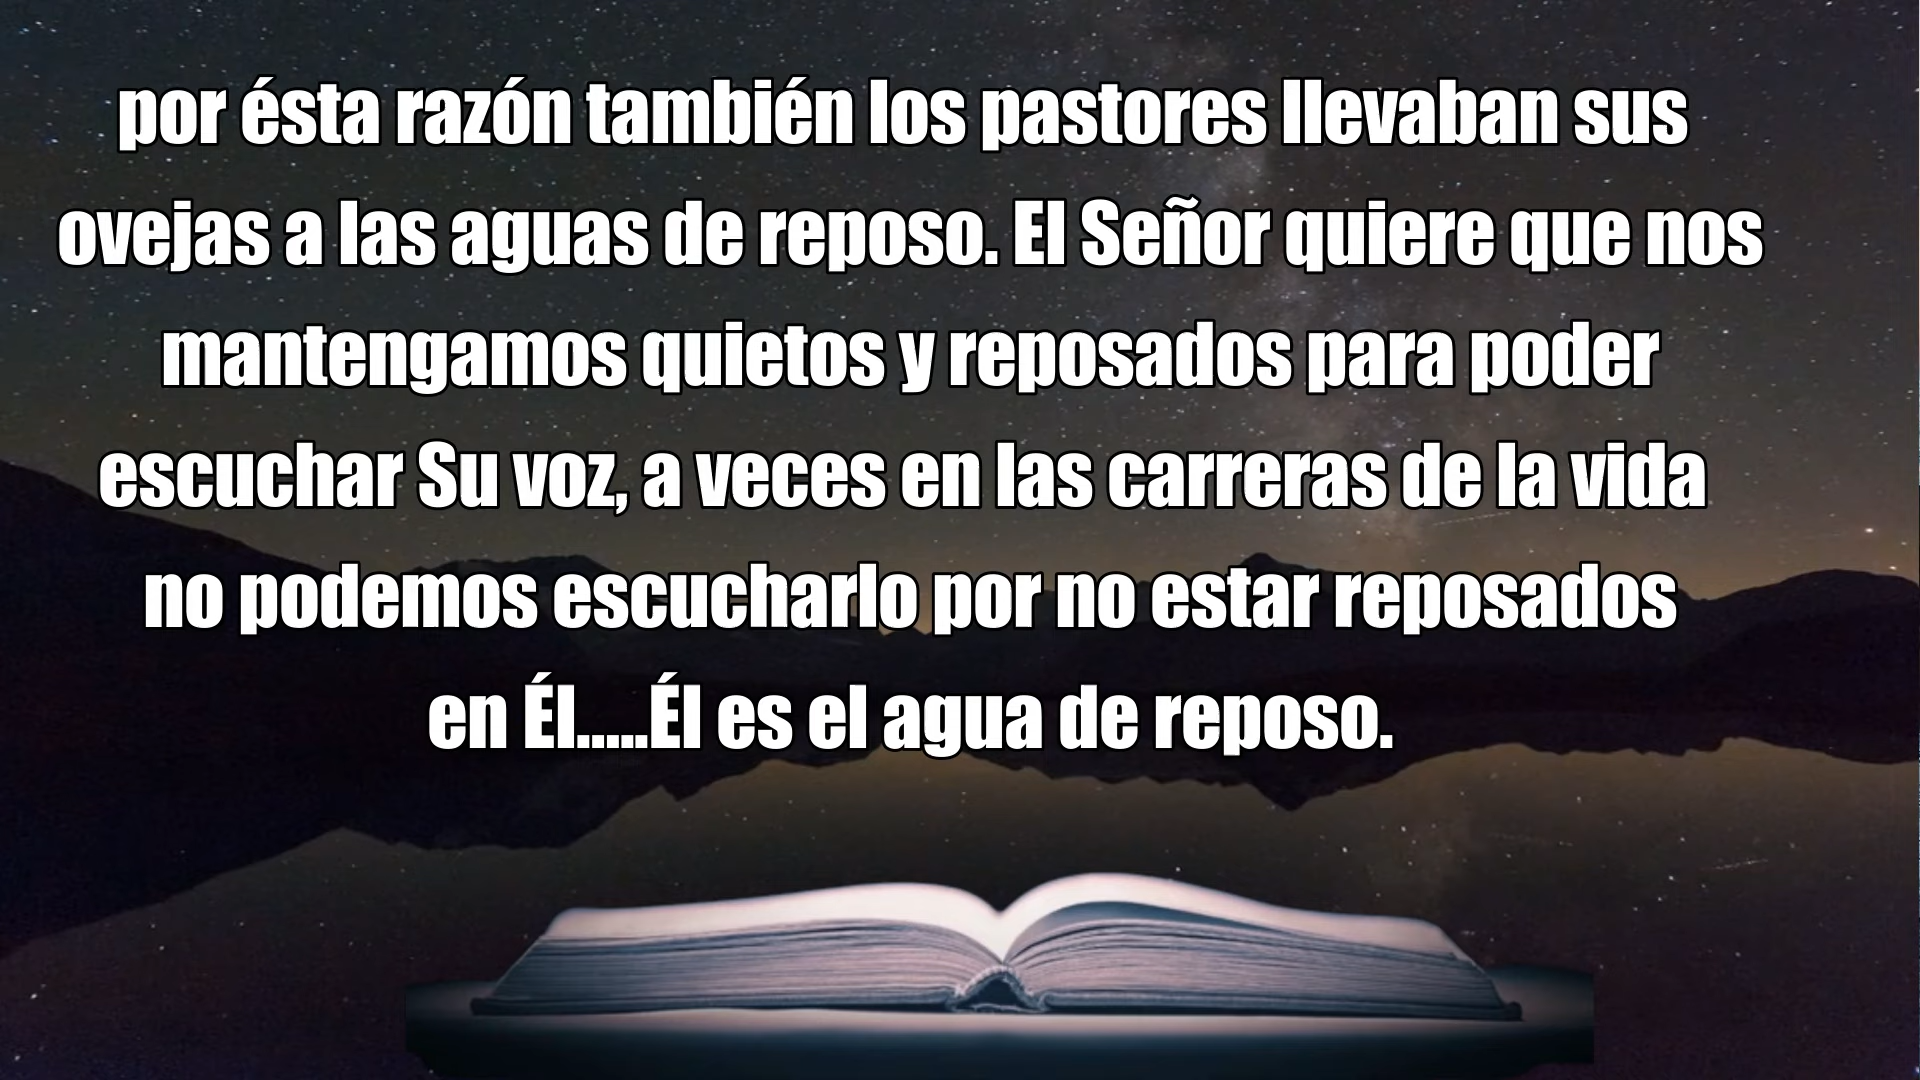 por ésta razón también los pastores llevaban sus
ovejas a las aguas de reposo. El Señor quiere que nos
mantengamos quietos y reposados para poder
escuchar Su voz, a veces en las carreras de la vida
no podemos escucharlo por no estar reposados
en Él.....Él es el agua de reposo.